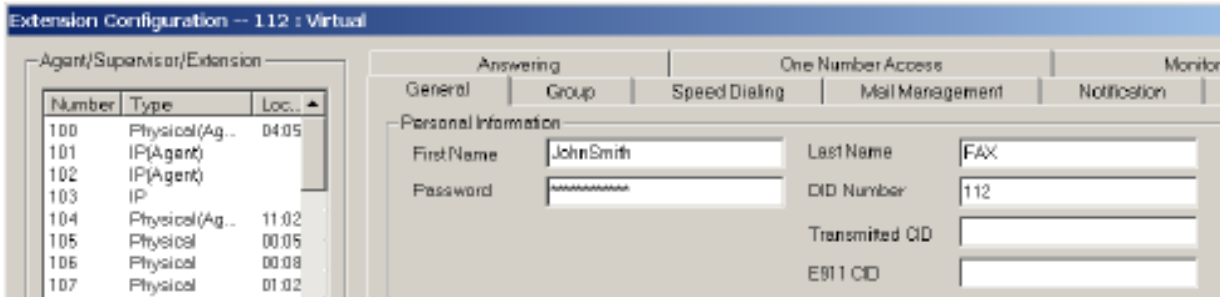 Extension Configuration -- 112 : Virtual
Agent/Supervisor/Extension
Number Type Loc...
100 Physical(Ag... 04:05
101 IP(Agent)
102 IP(Agent)
103 IP
104 Physical(Ag... 11:02
105 Physical 00:05
106 Physical 00:08
107 Physical 01:02
Answering One Number Access Monitor
General Group Speed Dialing Mail Management Notification
Personal Information
First Name JohnSmith Last Name FAX
Password *********** DID Number 112
Transmitted CID
E911 CID